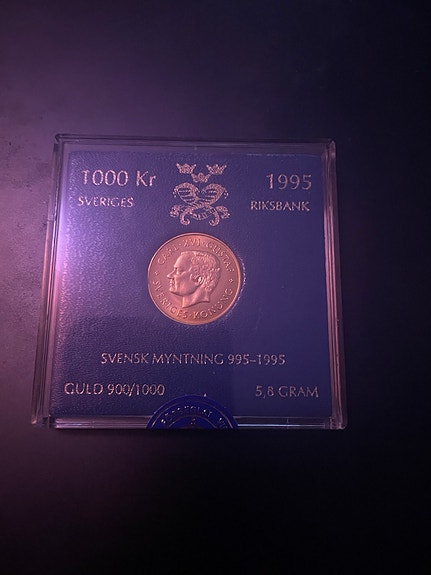 1000 Kr 1995
SVERIGES RIKSBANK
CARL XVI GUSTAF
SVERIGES KONUNG
SVENSK MYNTNING 995–1995
GULD 900/1000 5,8 GRAM